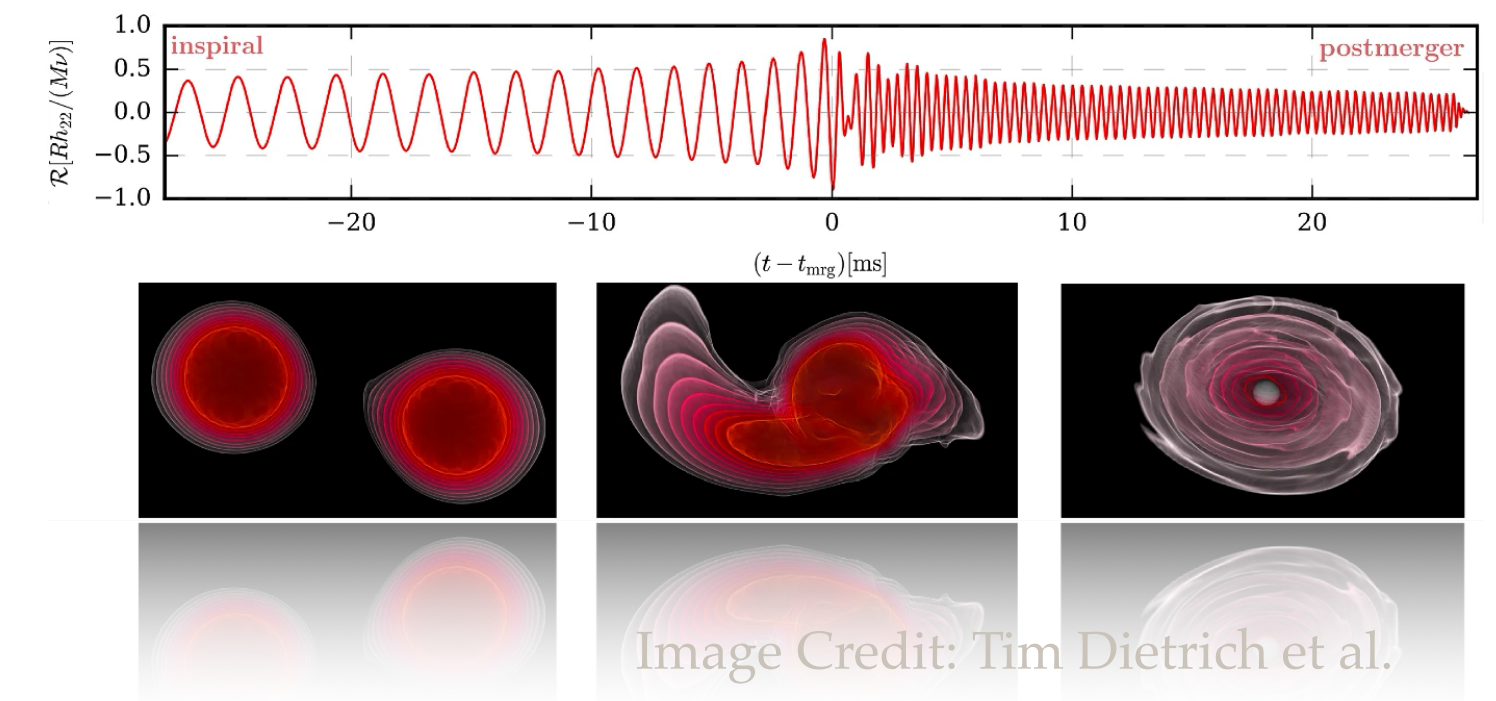 1.0
inspiral
postmerger
0.5
0.0
−0.5
−1.0
ℛ[Rh₂₂/(Mν)]
−20 −10 0 10 20
(t − t_mrg)[ms]
Image Credit: Tim Dietrich et al.